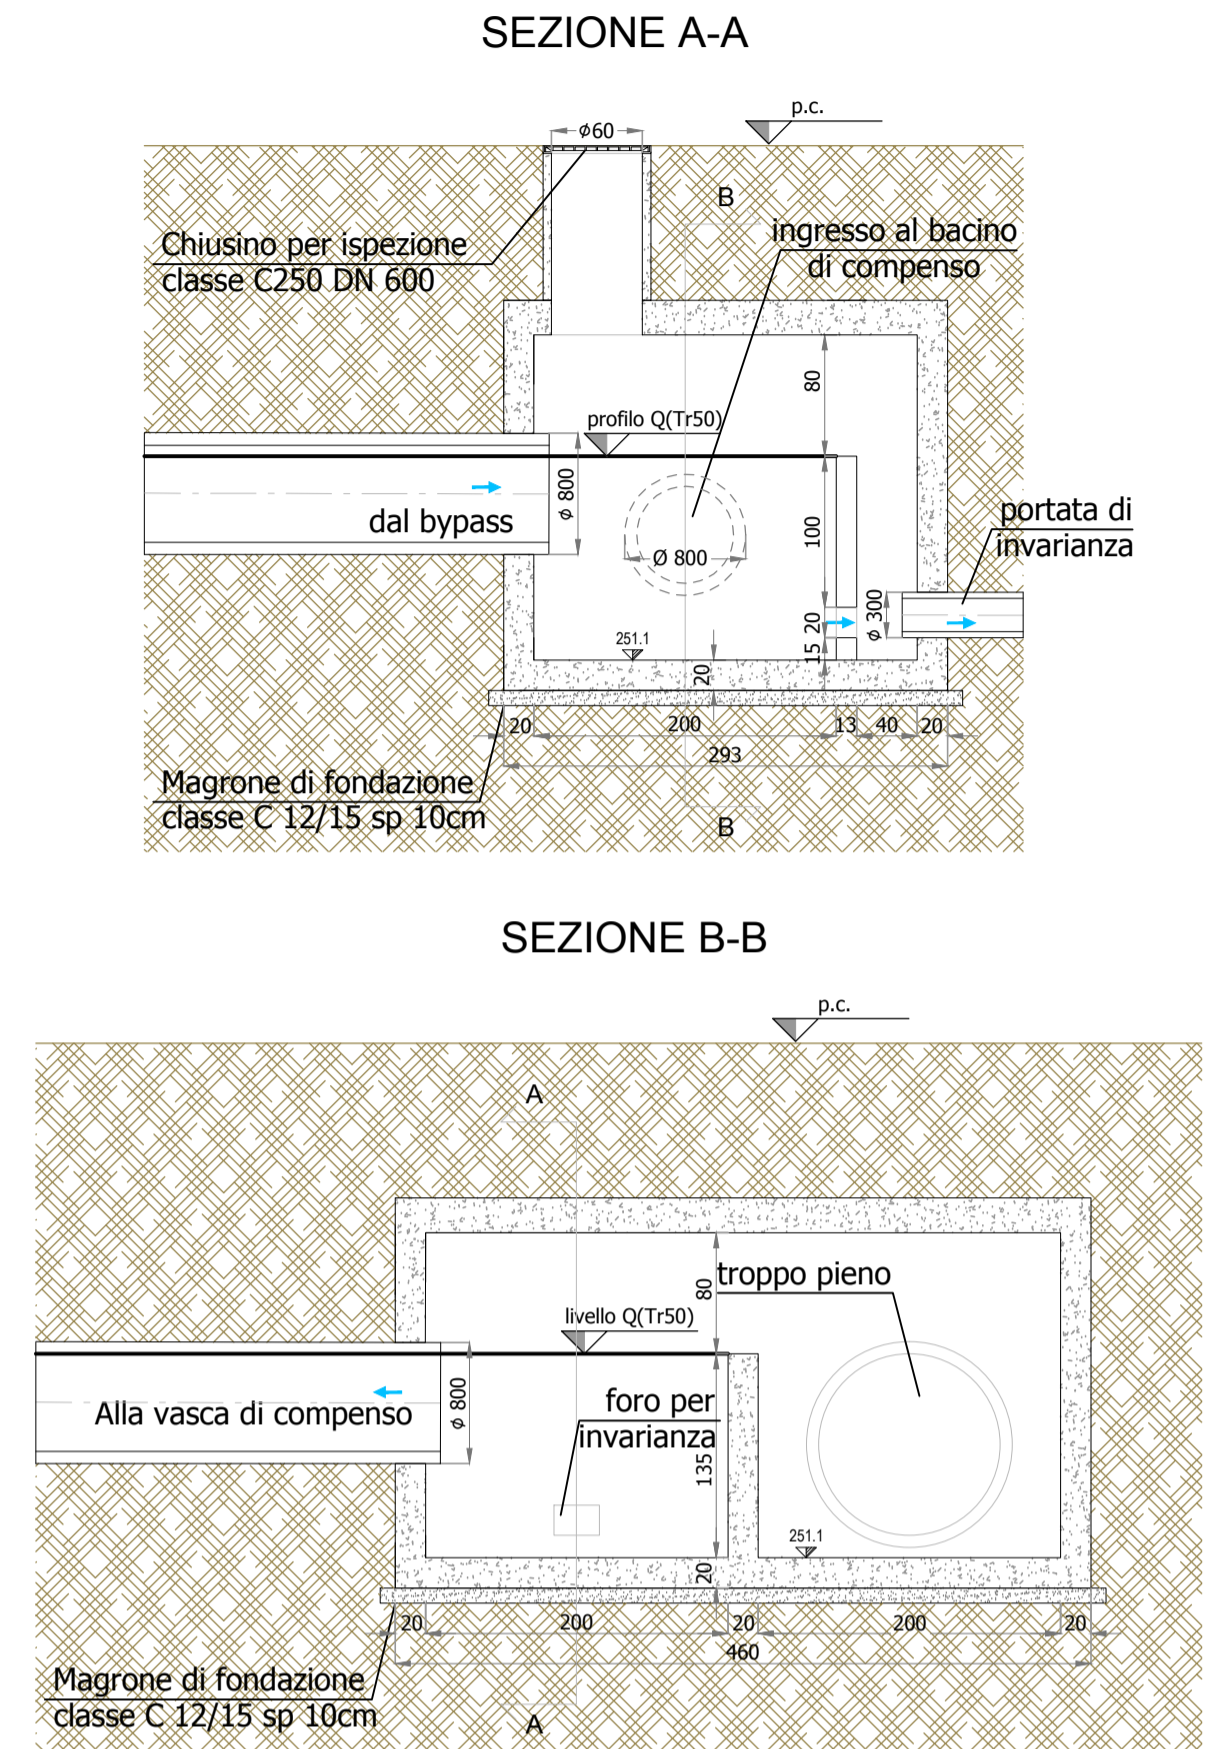 SEZIONE A-A
p.c.
ϕ60
B
Chiusino per ispezione
classe C250 DN 600
ingresso al bacino
di compenso
80
profilo Q(Tr50)
ϕ 800
dal bypass
Ø 800
100
portata di
invarianza
ϕ 300
20
15
251.1
20
20
200
13
40
20
293
Magrone di fondazione
classe C 12/15 sp 10cm
B
SEZIONE B-B
p.c.
A
80
troppo pieno
livello Q(Tr50)
ϕ 800
Alla vasca di compenso
foro per
invarianza
135
251.1
20
20
200
20
200
20
460
Magrone di fondazione
classe C 12/15 sp 10cm
A